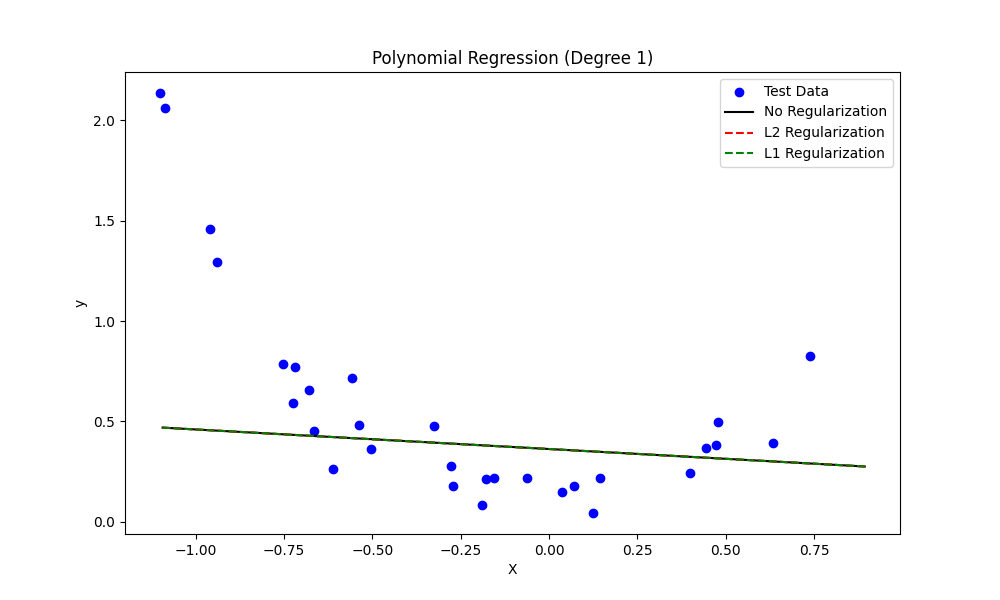 Polynomial Regression (Degree 1)
Test Data
No Regularization
L2 Regularization
L1 Regularization
2.0
1.5
1.0
0.5
0.0
y
−1.00 −0.75 −0.50 −0.25 0.00 0.25 0.50 0.75
X